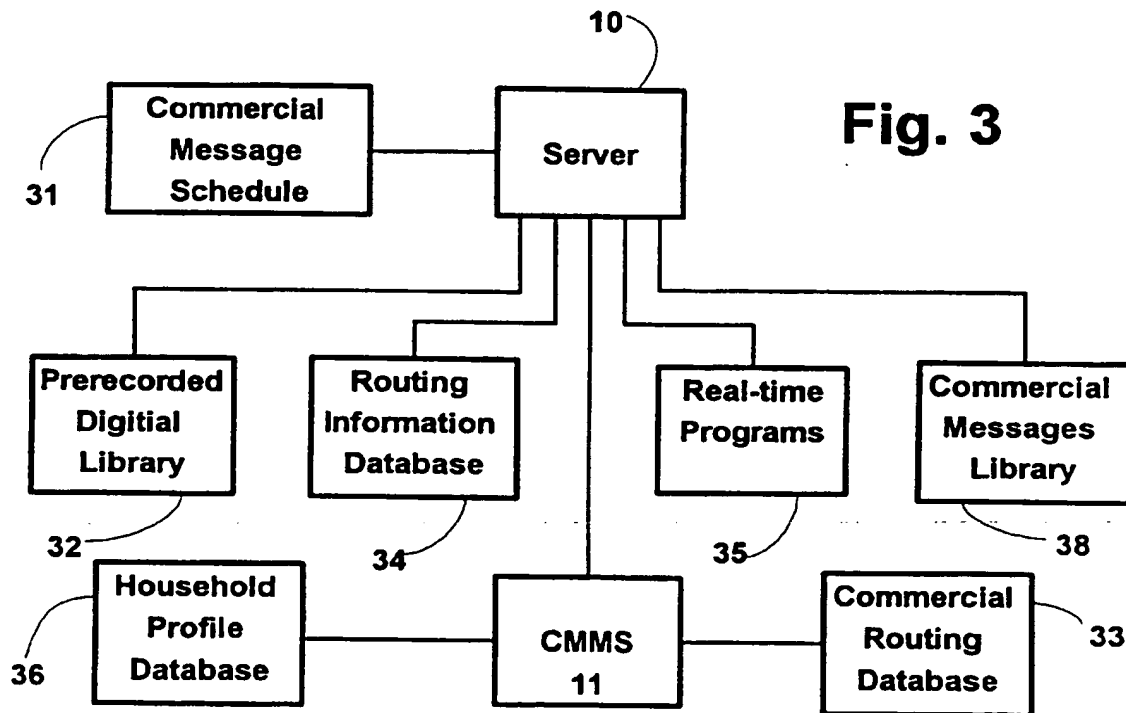 10
Commercial
Message
Schedule
31
Server
Fig. 3
Prerecorded
Digitial
Library
32
Routing
Information
Database
34
Real-time
Programs
35
Commercial
Messages
Library
38
Household
Profile
Database
36
CMMS
11
Commercial
Routing
Database
33